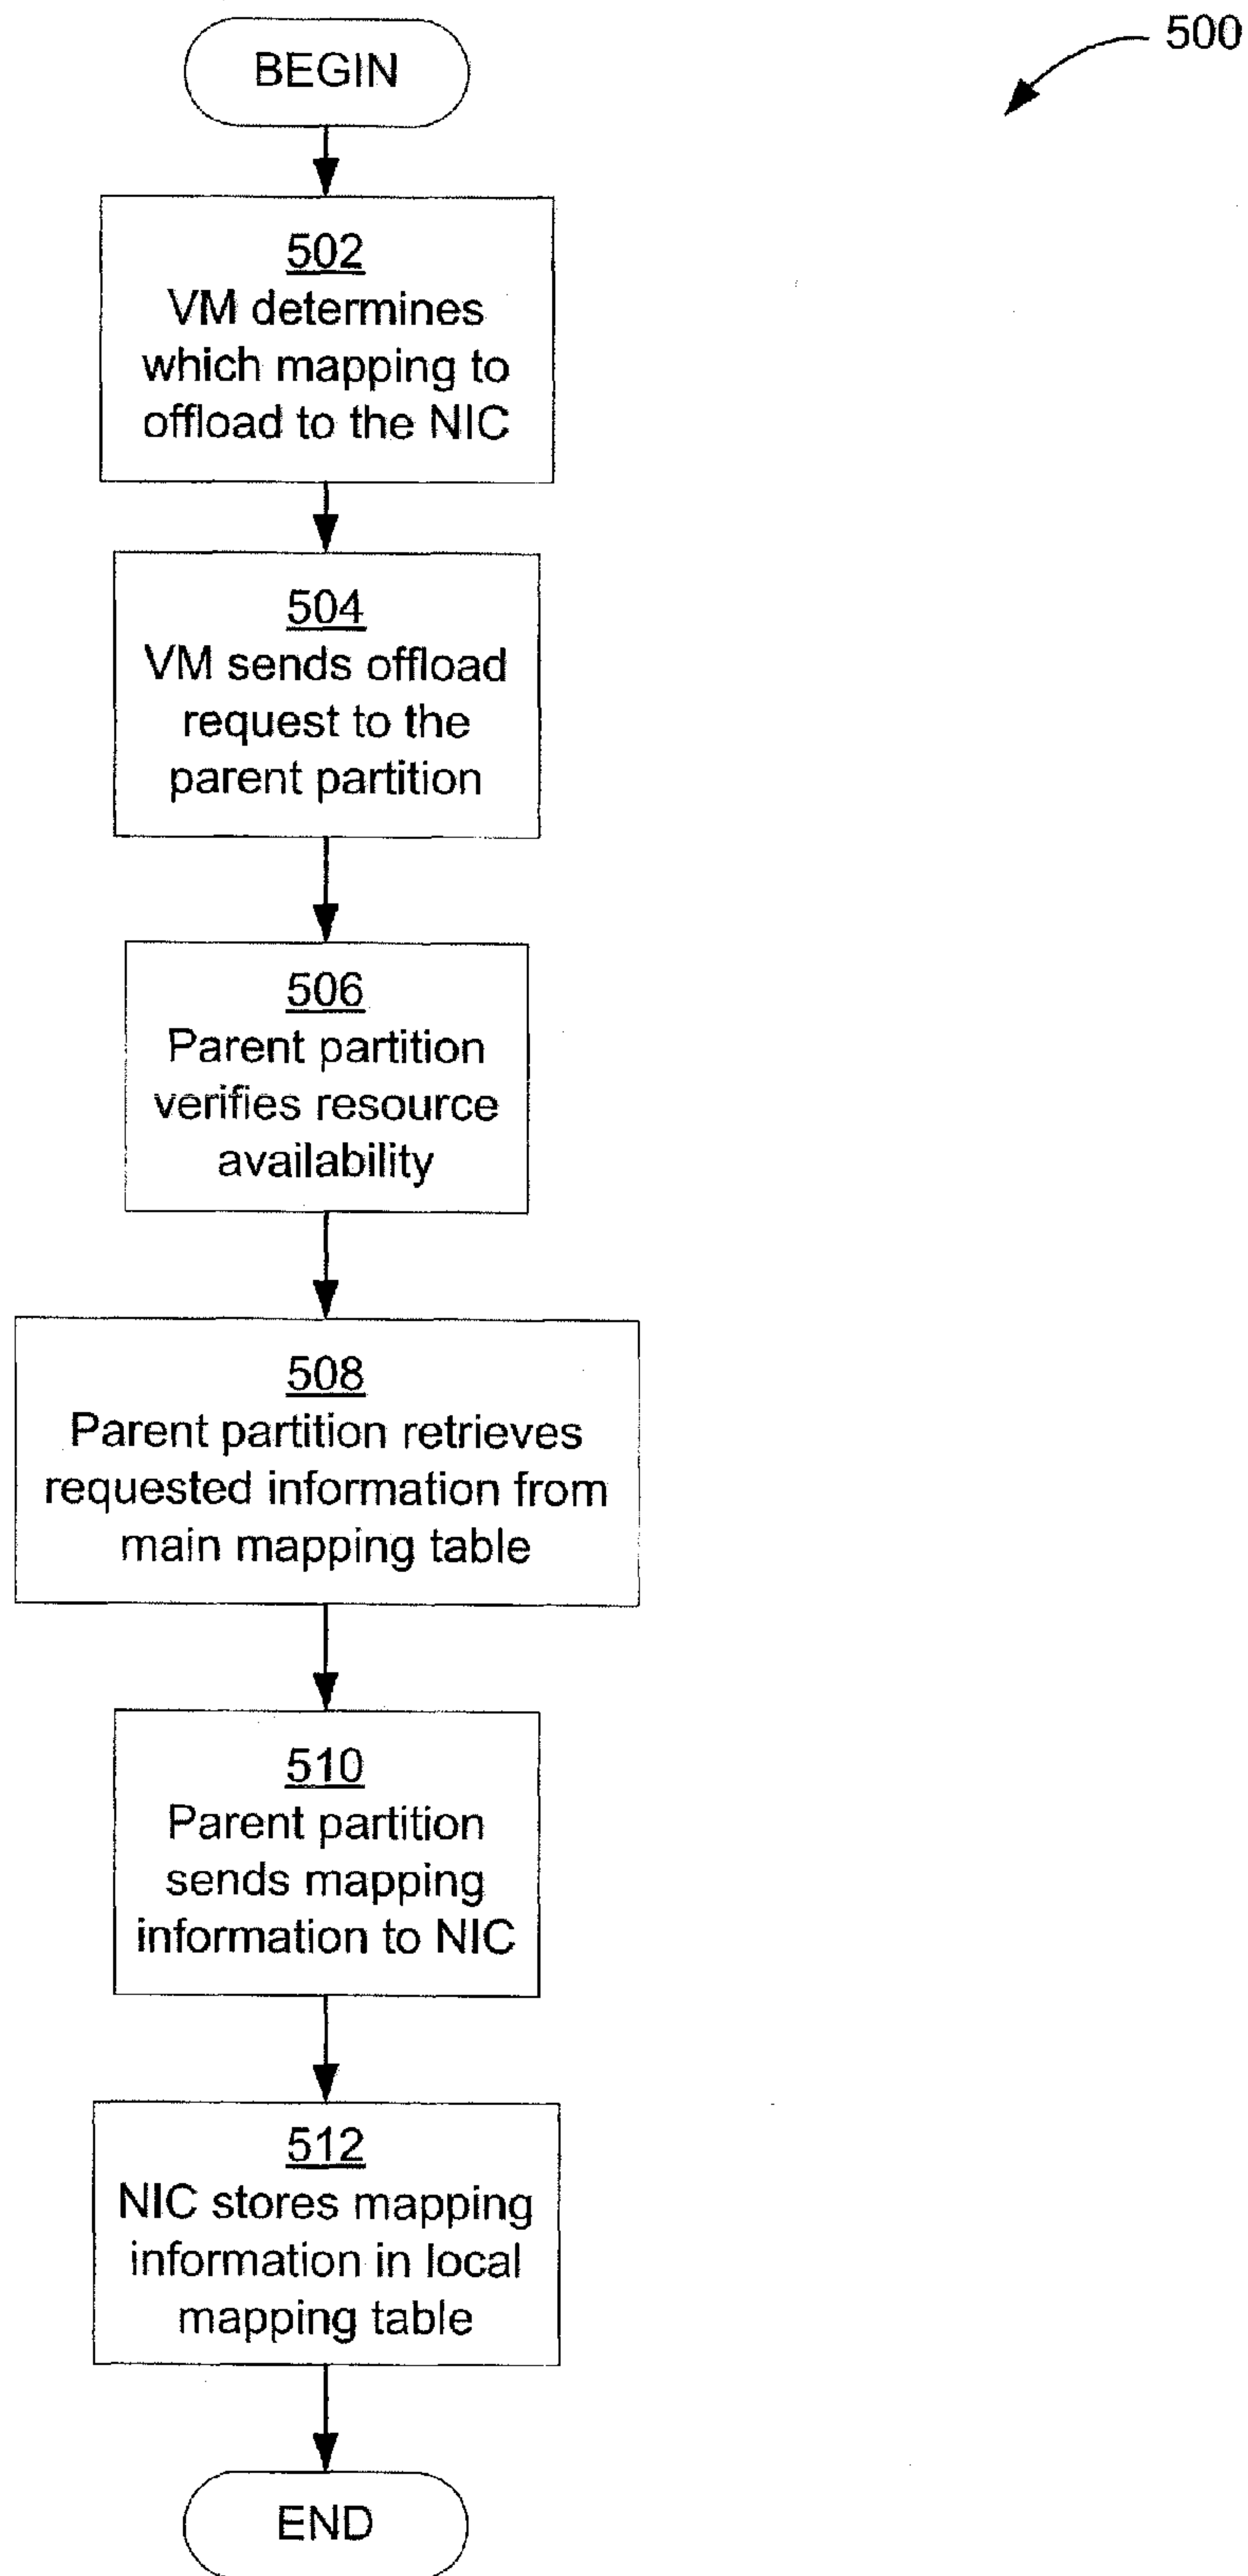 500
BEGIN
502
VM determines
which mapping to
offload to the NIC
504
VM sends offload
request to the
parent partition
506
Parent partition
verifies resource
availability
508
Parent partition retrieves
requested information from
main mapping table
510
Parent partition
sends mapping
information to NIC
512
NIC stores mapping
information in local
mapping table
END